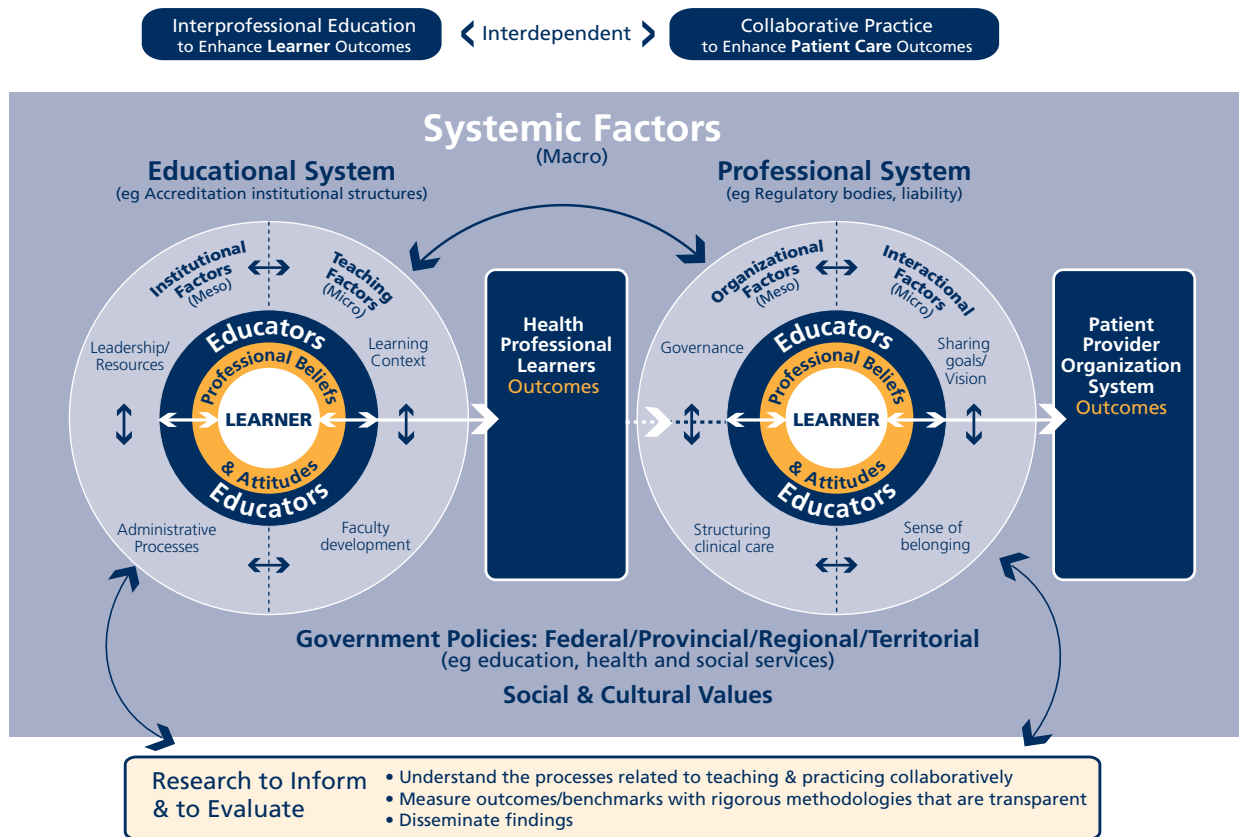 Interprofessional Education
to Enhance Learner Outcomes
Interdependent
Collaborative Practice
to Enhance Patient Care Outcomes
Systemic Factors
(Macro)
Educational System
(eg Accreditation institutional structures)
Professional System
(eg Regulatory bodies, liability)
Institutional
Factors
(Meso)
Teaching
Factors
(Micro)
Leadership/
Resources
Learning
Context
Educators
Professional Beliefs
LEARNER
& Attitudes
Educators
Administrative
Processes
Faculty
development
Health
Professional
Learners
Outcomes
Organizational
Factors
(Meso)
Interactional
Factors
(Micro)
Governance
Sharing
goals/
Vision
Educators
Professional Beliefs
LEARNER
& Attitudes
Educators
Structuring
clinical care
Sense of
belonging
Patient
Provider
Organization
System
Outcomes
Government Policies: Federal/Provincial/Regional/Territorial
(eg education, health and social services)
Social & Cultural Values
Research to Inform
& to Evaluate
• Understand the processes related to teaching & practicing collaboratively
• Measure outcomes/benchmarks with rigorous methodologies that are transparent
• Disseminate findings